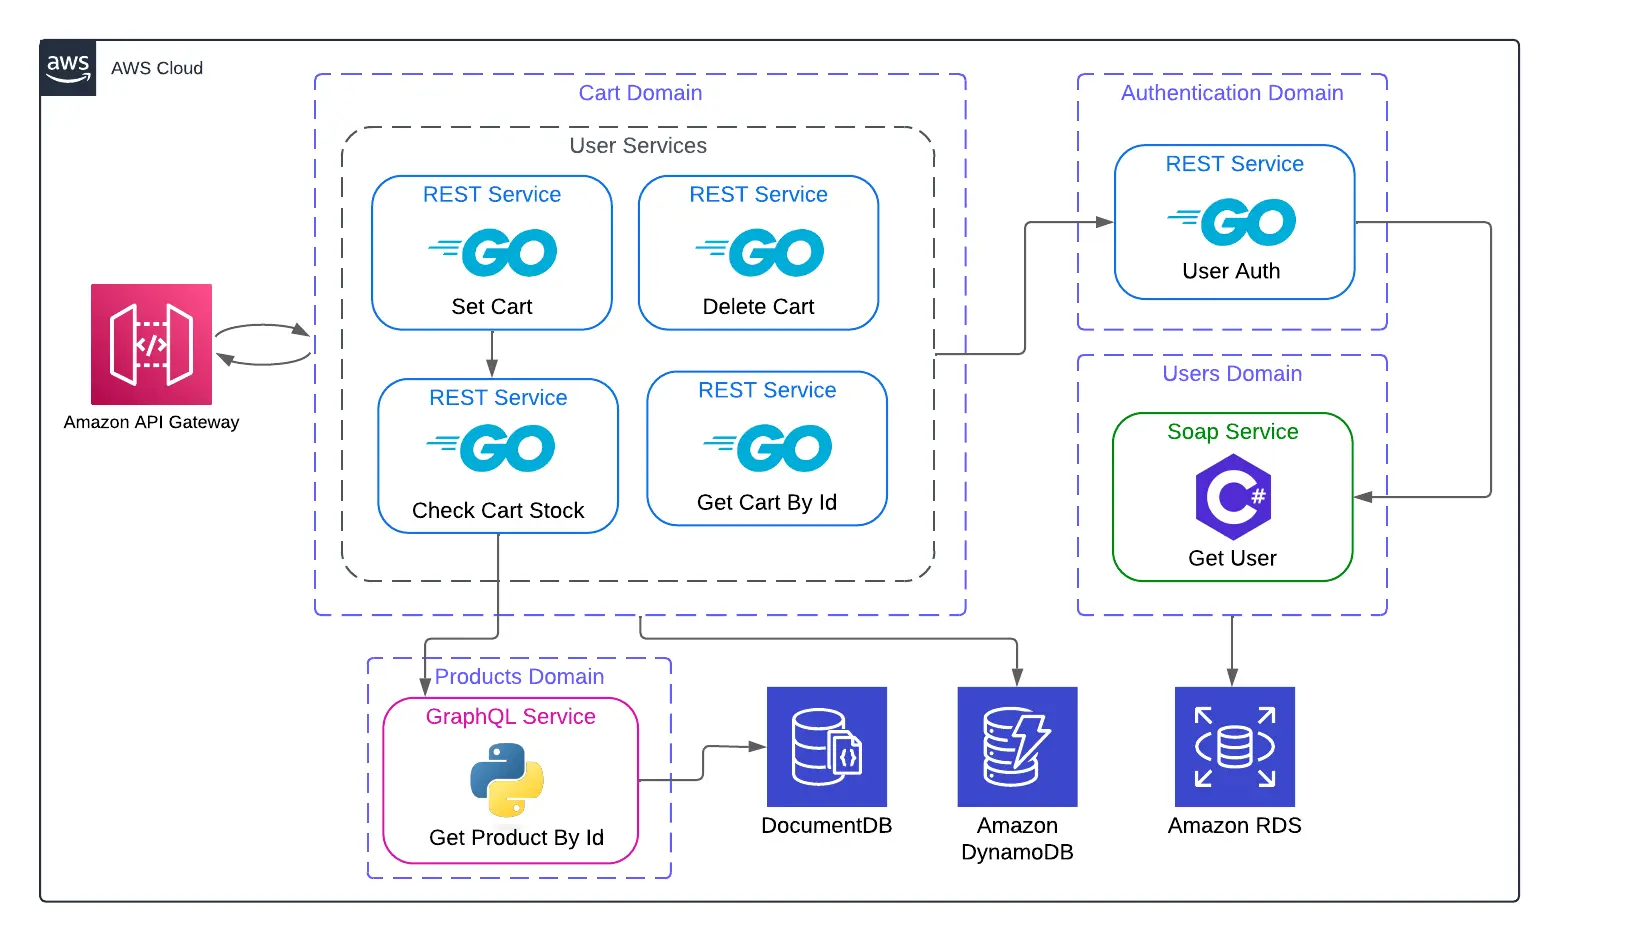 aws
AWS Cloud
Cart Domain
User Services
REST Service
GO
Set Cart
REST Service
GO
Delete Cart
REST Service
GO
Check Cart Stock
REST Service
GO
Get Cart By Id
Authentication Domain
REST Service
GO
User Auth
Users Domain
Soap Service
C#
Get User
</>
Amazon API Gateway
Products Domain
GraphQL Service
Get Product By Id
{}
DocumentDB
Amazon
DynamoDB
Amazon RDS